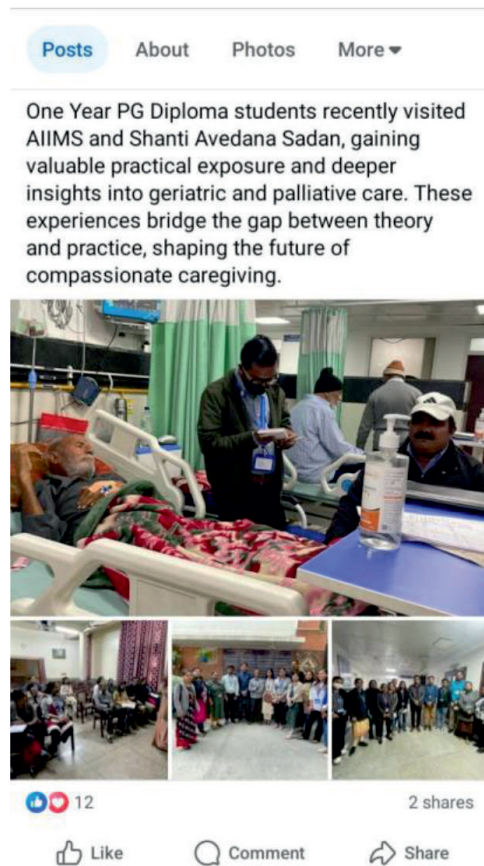 Posts About Photos More
One Year PG Diploma students recently visited
AIIMS and Shanti Avedana Sadan, gaining
valuable practical exposure and deeper
insights into geriatric and palliative care. These
experiences bridge the gap between theory
and practice, shaping the future of
compassionate caregiving.
12 2 shares
Like Comment Share